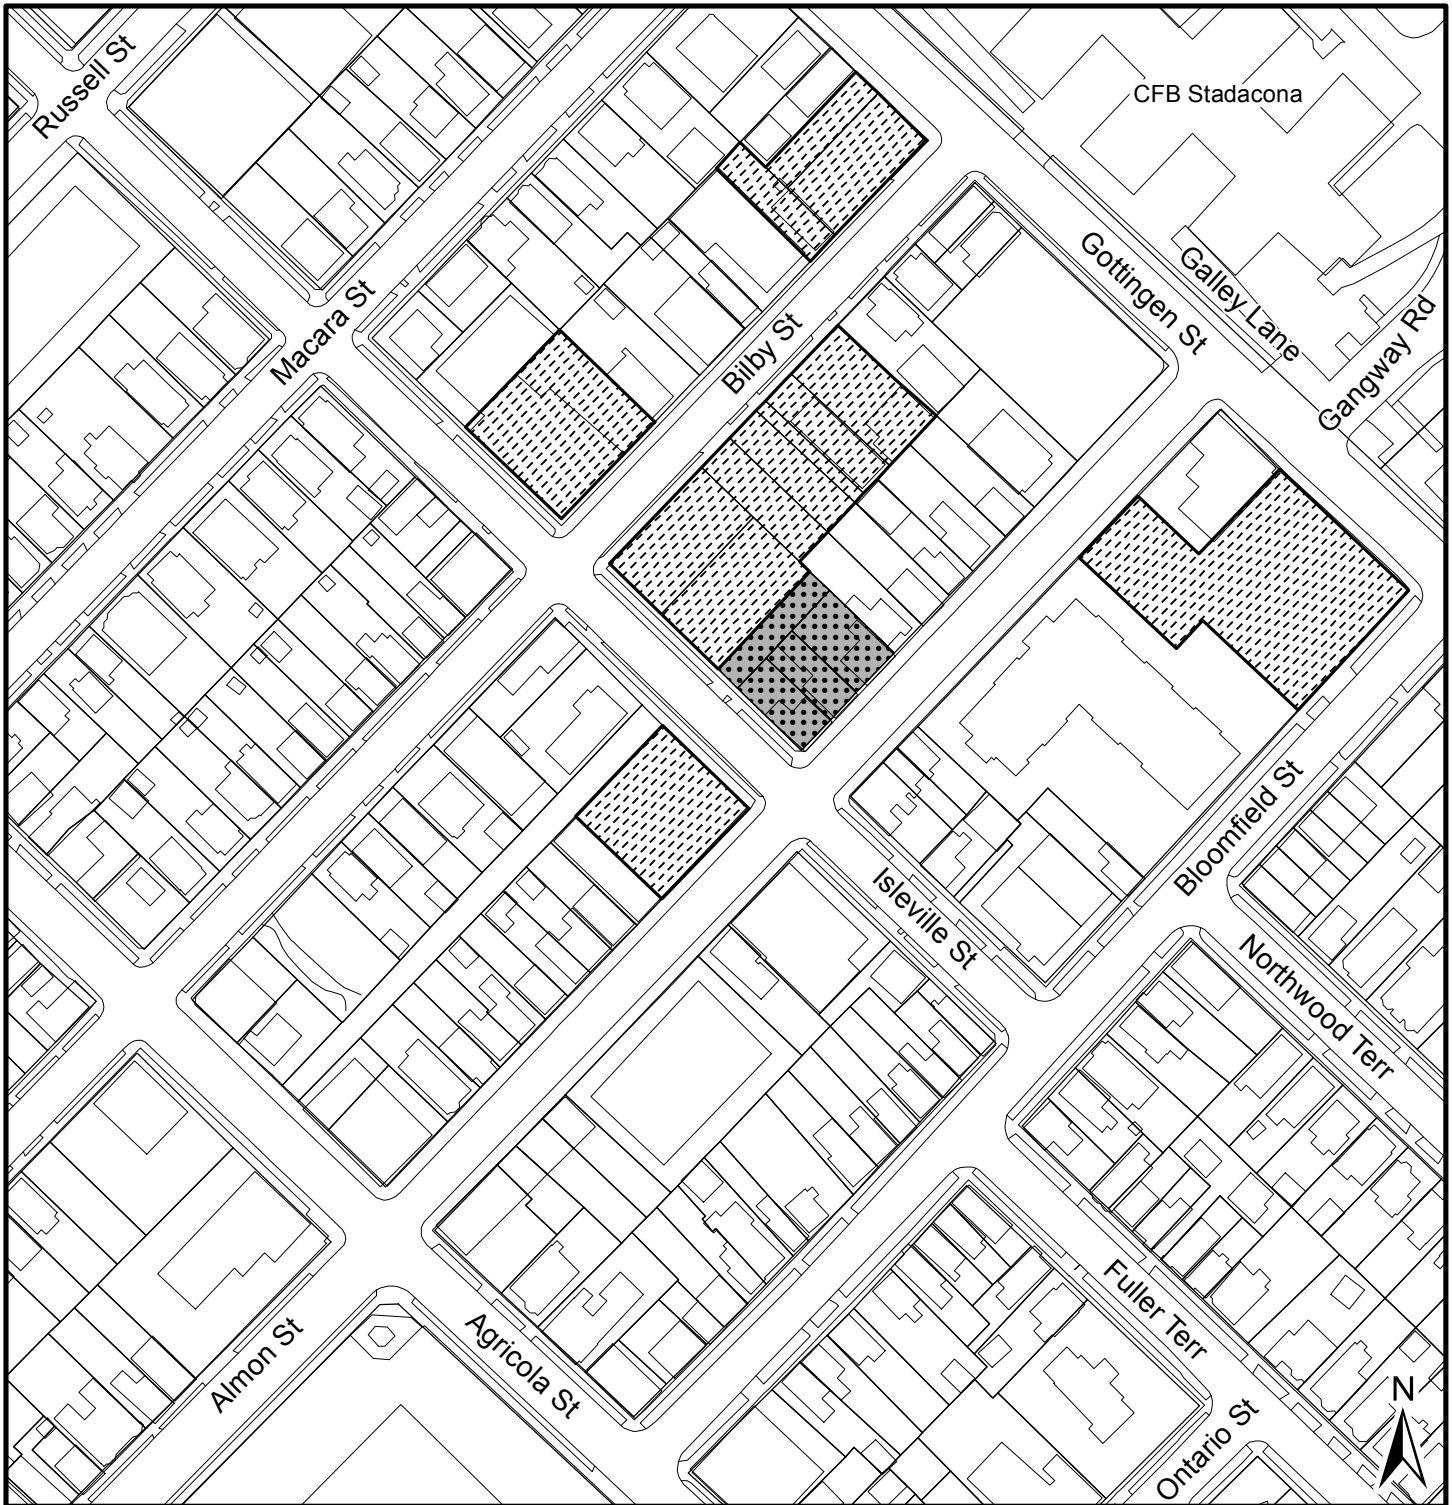 Russell St
CFB Stadacona
Macara St
Gottingen St
Galley Lane
Gangway Rd
Bilby St
Bloomfield St
Isleville St
Northwood Terr
Fuller Terr
Almon St
Agricola St
N
Ontario St